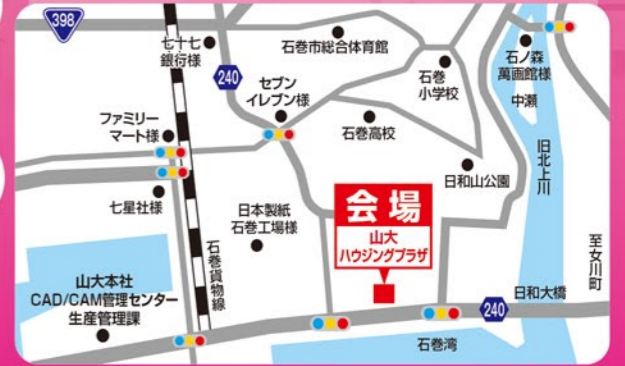 398
七十七
銀行様
石巻市総合体育館
石ノ森
萬画館様
240
セブン
イレブン様
石巻
小学校
中瀬
ファミリー
マート様
石巻高校
旧北上川
日和山公園
七星社様
日本製紙
石巻工場様
会場
山大
ハウジングプラザ
至女川町
石巻貨物線
山大本社
CAD/CAM管理センター
生産管理課
240
日和大橋
石巻湾